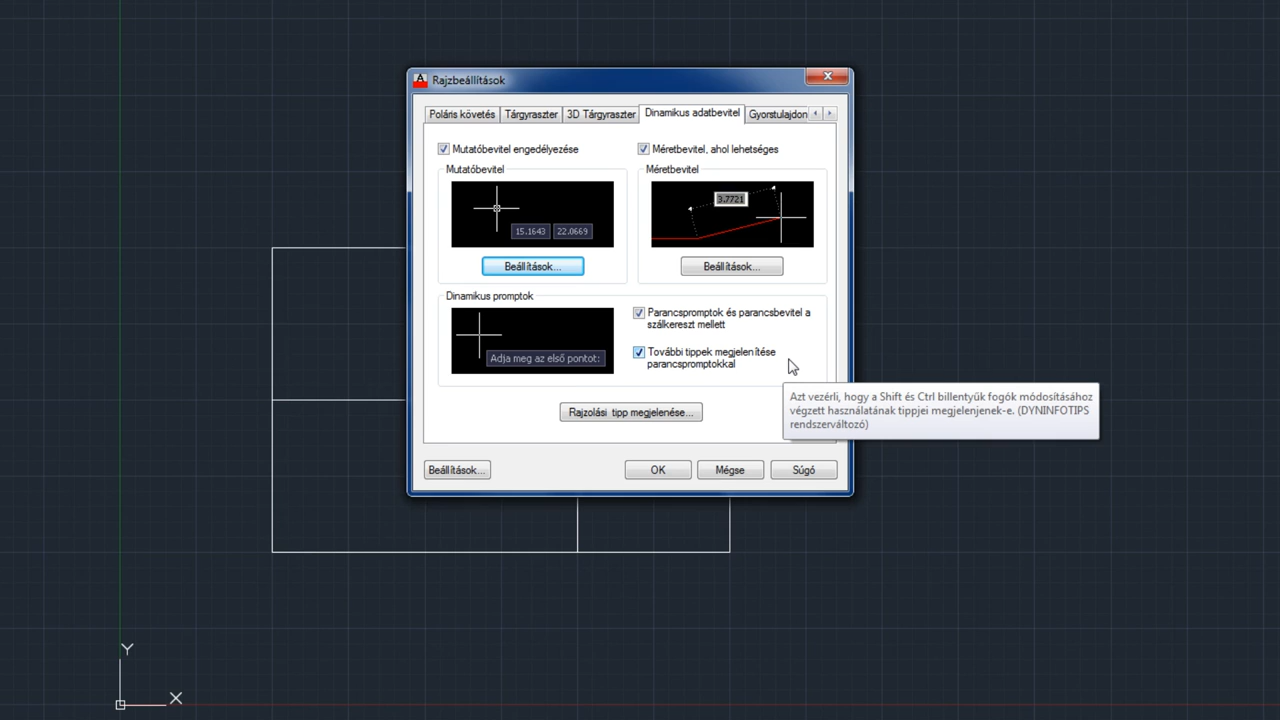 Rajzbeállítások
Poláris követés
Tárgyraszter
3D Tárgyraszter
Dinamikus adatbevitel
Gyorstulajdon
Mutatóbevitel engedélyezése
Méretbevitel, ahol lehetséges
Mutatóbevitel
Méretbevitel
3.7721
15.1643 22.0669
Beállítások...
Beállítások...
Dinamikus promptok
Adja meg az első pontot:
Parancspromptok és parancsbevitel a
szálkereszt mellett
További tippek megjelenítése
parancspromptokkal
Azt vezérli, hogy a Shift és Ctrl billentyűk fogók módosításához
végzett használatának tippjei megjelenjenek-e. (DYNINFOTIPS
rendszerváltozó)
Rajzolási tipp megjelenése...
Beállítások...
OK
Mégse
Súgó
Y
X